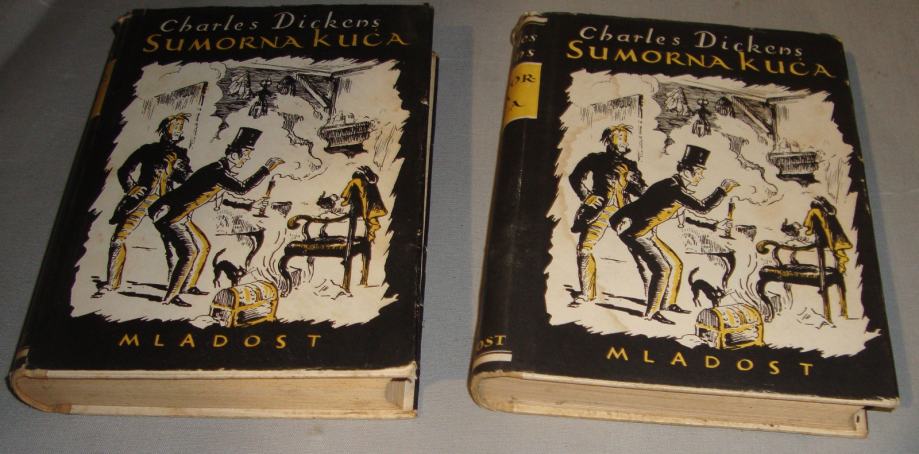 Charles Dickens
SUMORNA KUĆA
MLADOST
Charles Dickens
SUMORNA KUĆA
MLADOST